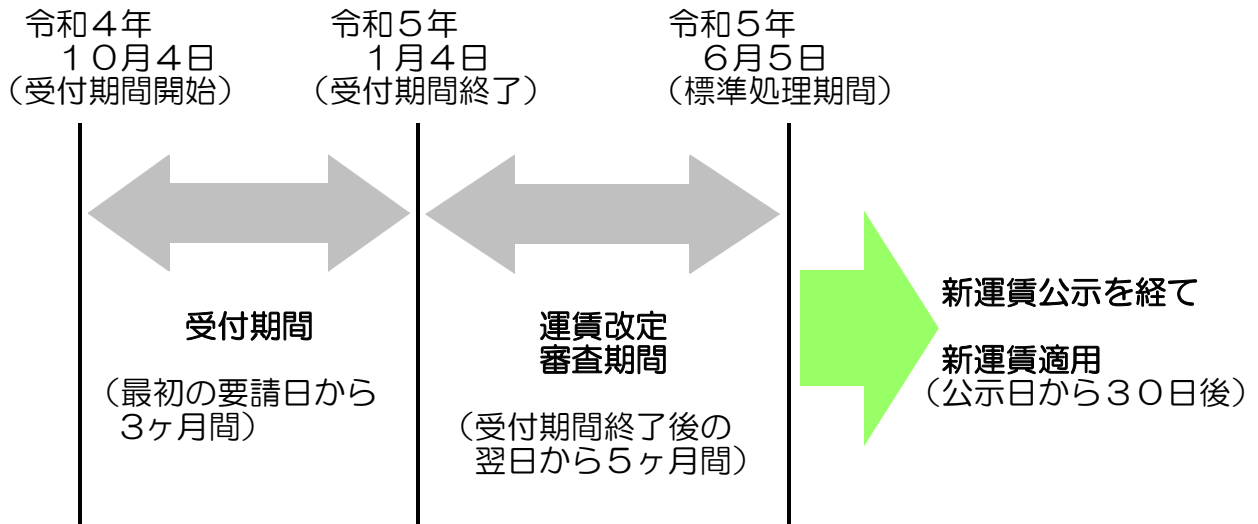 令和４年
１０月４日
（受付期間開始）
令和５年
１月４日
（受付期間終了）
令和５年
６月５日
（標準処理期間）
受付期間
（最初の要請日から
３ヶ月間）
運賃改定
審査期間
（受付期間終了後の
翌日から５ヶ月間）
新運賃公示を経て
新運賃適用
（公示日から３０日後）